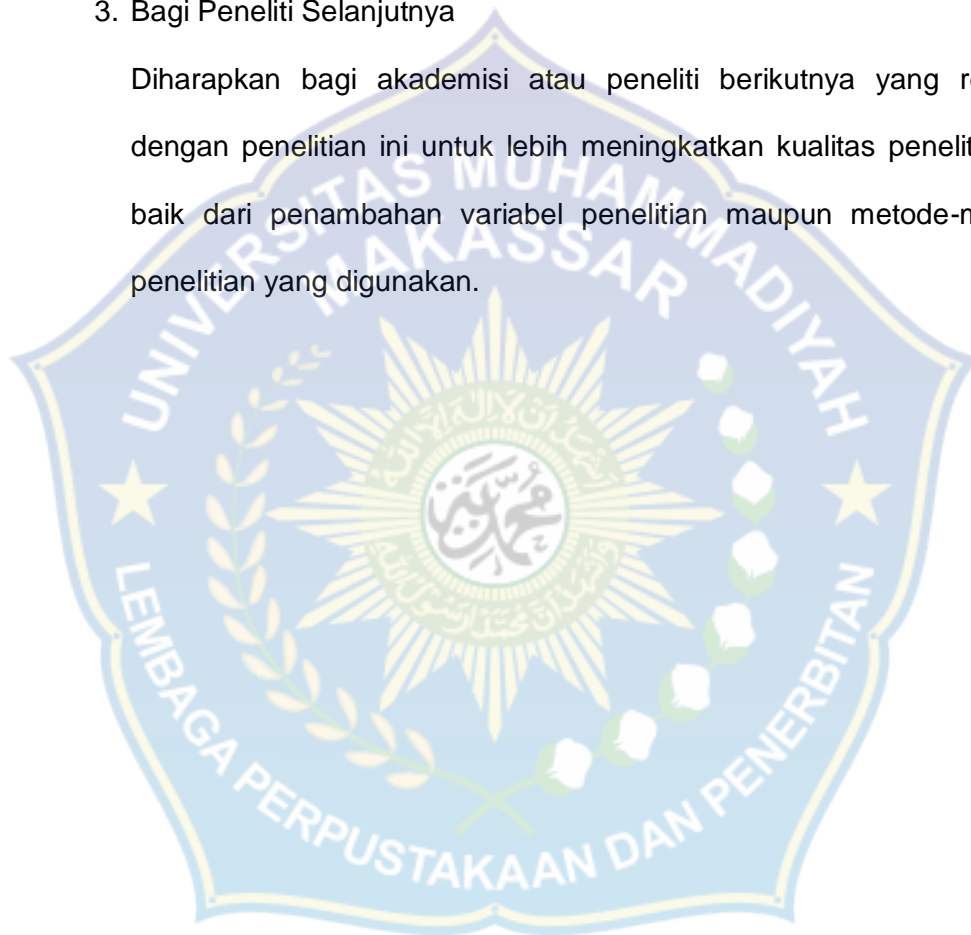 3. Bagi Peneliti Selanjutnya
Diharapkan bagi akademisi atau peneliti berikutnya yang
dengan penelitian ini untuk lebih meningkatkan kualitas
baik dari penambahan variabel penelitian maupun
penelitian yang digunakan.
UNIVERSITAS MUHAMMADIYAH
MAKASSAR
محمدية
LEMBAGA PERPUSTAKAAN DAN PENERBITAN